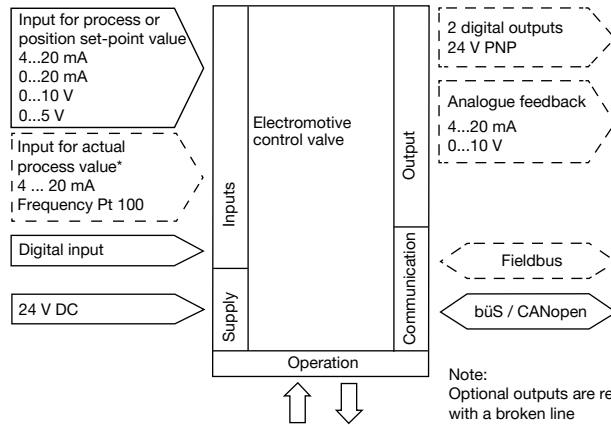 Input for process or
position set-point value
4...20 mA
0...20 mA
0...10 V
0...5 V
Input for actual
process value*
4 ... 20 mA
Frequency Pt 100
Digital input
24 V DC
Inputs
Supply
Electromotive
control valve
Output
Communication
Operation
2 digital outputs
24 V PNP
Analogue feedback
4...20 mA
0...10 V
Fieldbus
büS / CANopen
Note:
Optional outputs are
with a broken line